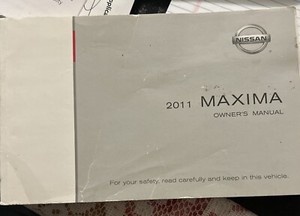 NISSAN
2011 MAXIMA
OWNER'S MANUAL
For your safety, read carefully and keep in this vehicle.